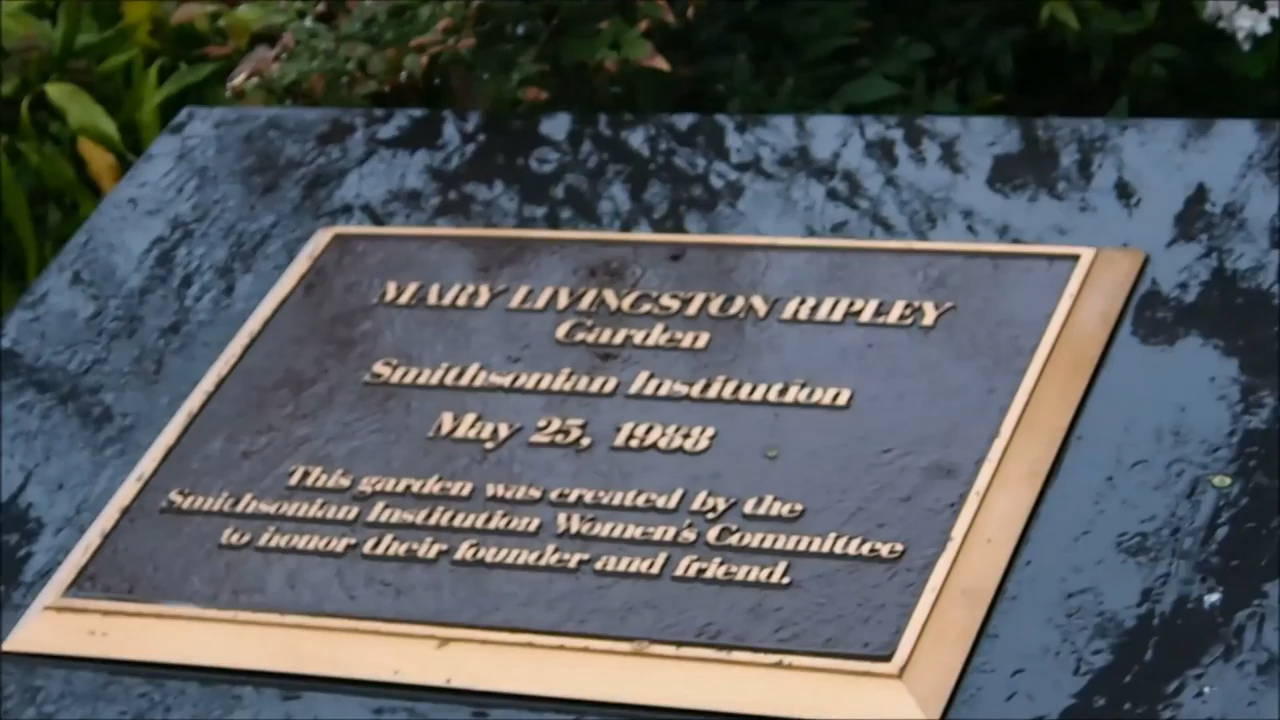 MARY LIVINGSTON RIPLEY
Garden
Smithsonian Institution
May 25, 1988
This garden was created by the
Smithsonian Institution Women's Committee
to honor their founder and friend.